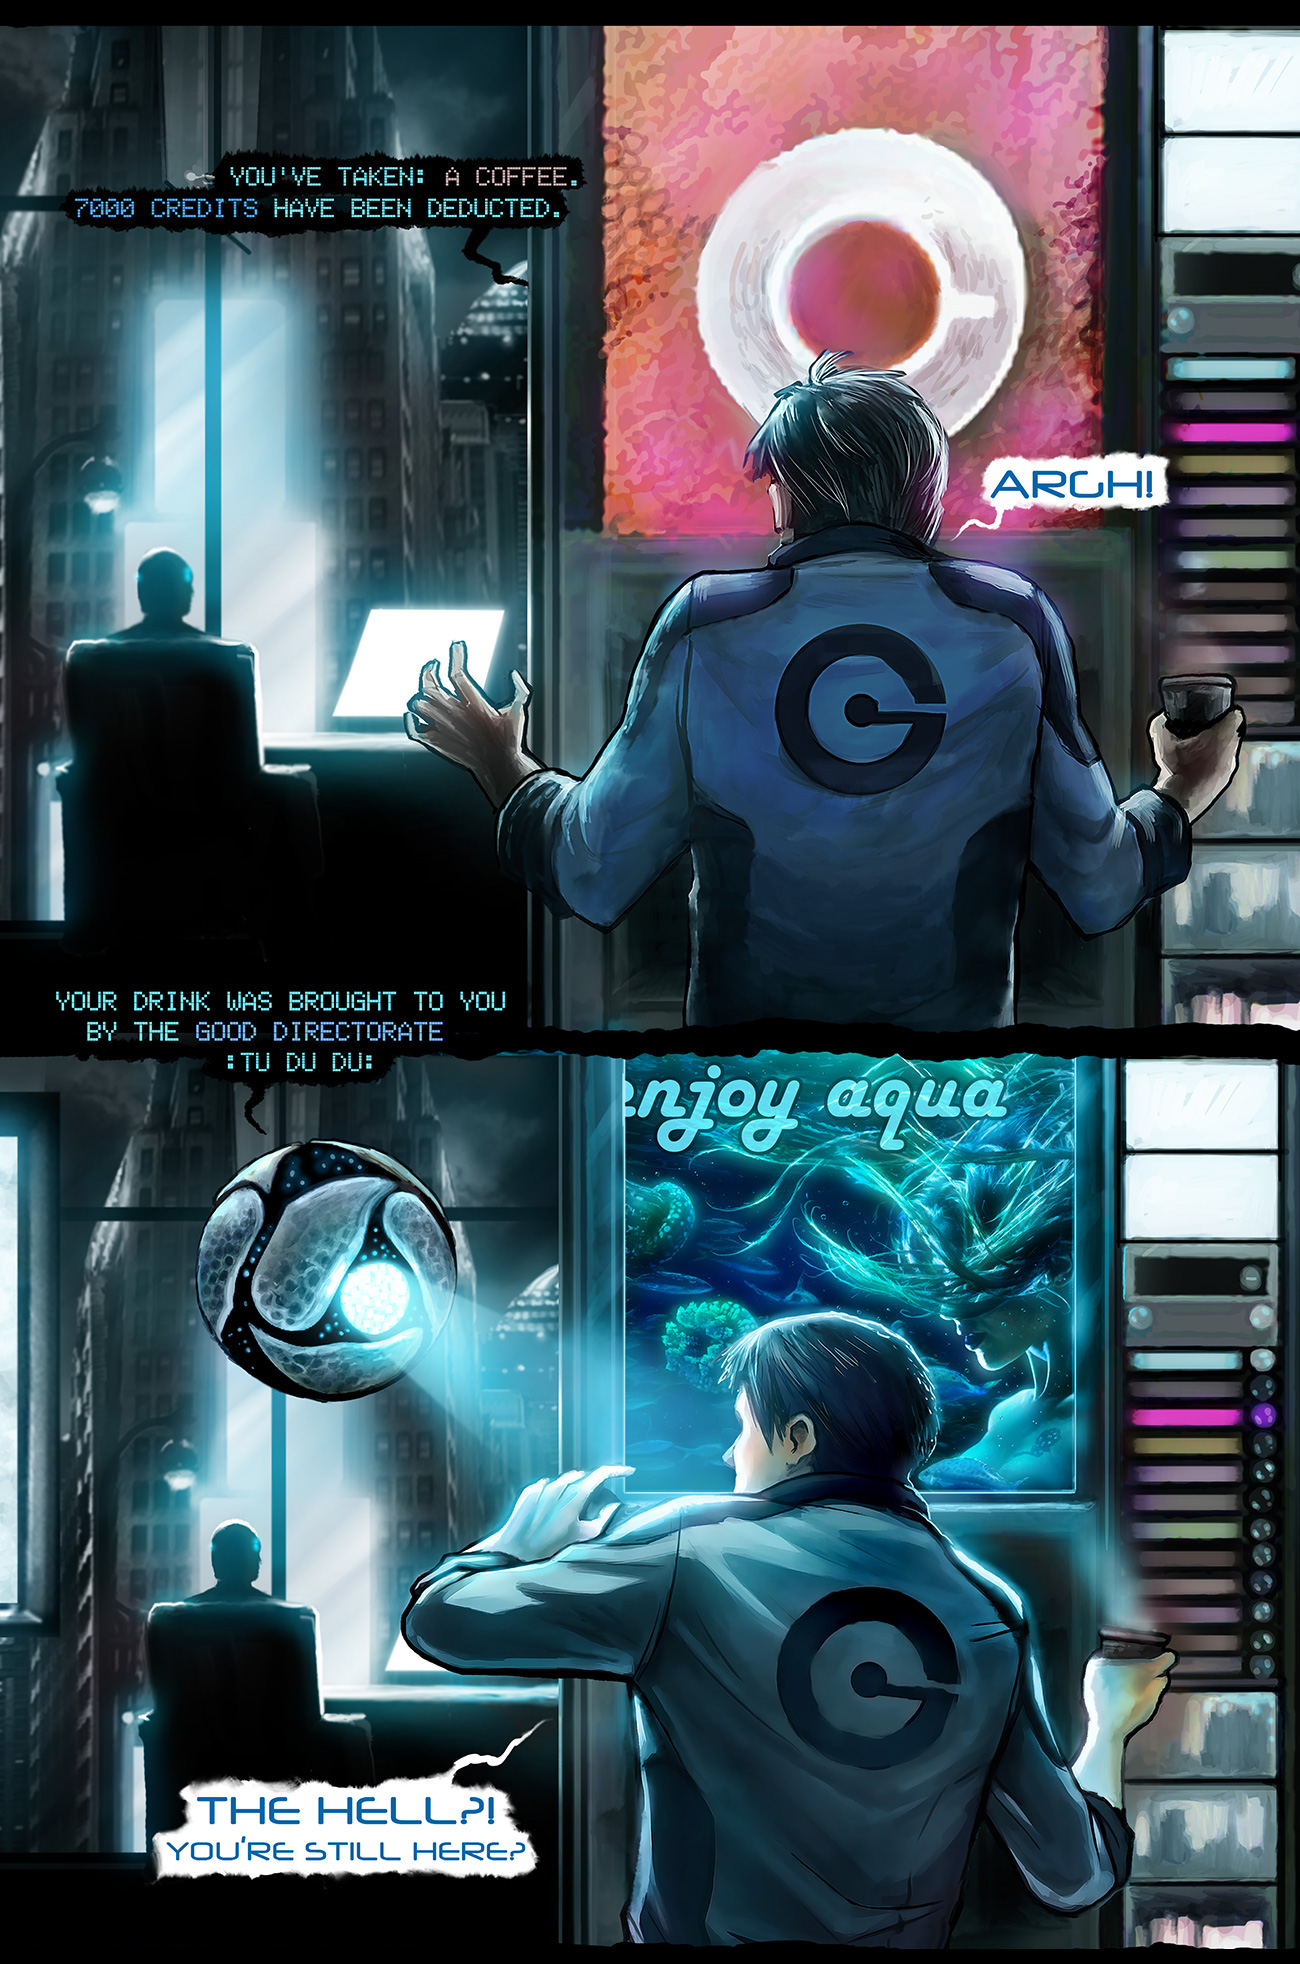 YOU'VE TAKEN: A COFFEE.
7000 CREDITS HAVE BEEN DEDUCTED.
ARGH!
YOUR DRINK WAS BROUGHT TO YOU
BY THE GOOD DIRECTORATE
:TU DU DU:
enjoy aqua
THE HELL?!
YOU'RE STILL HERE?